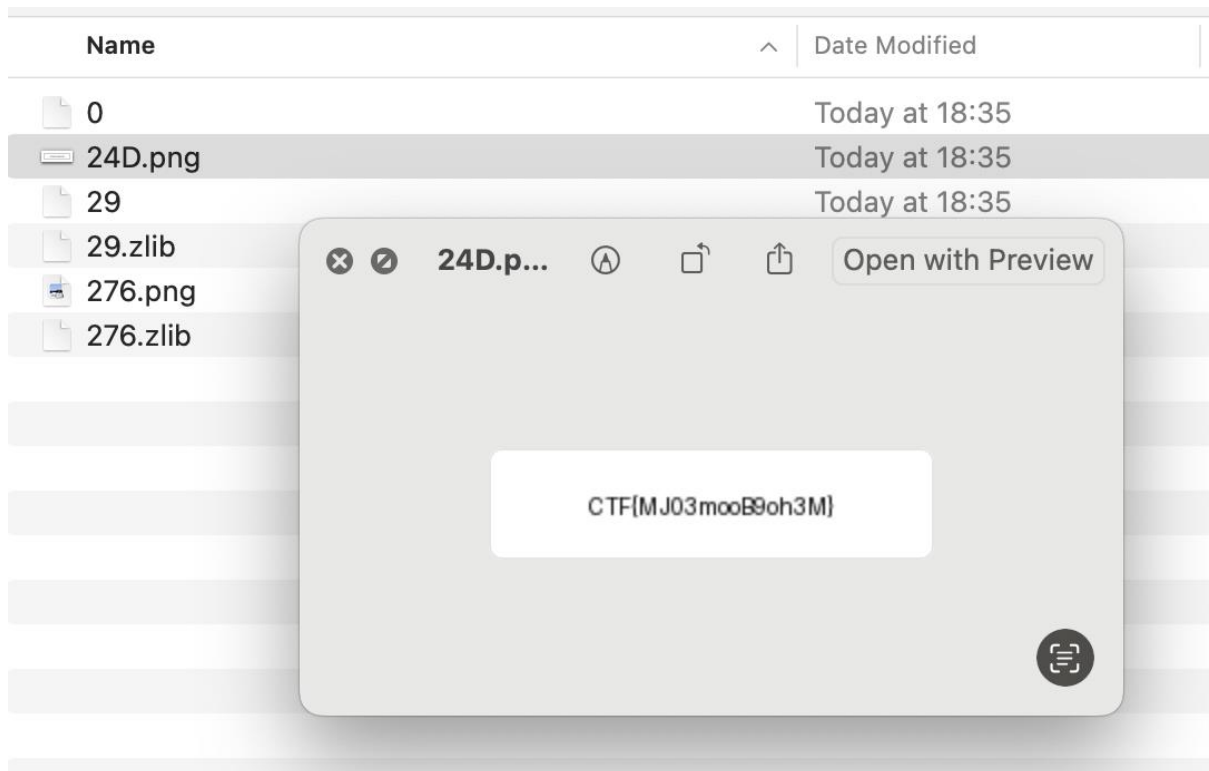 Name Date Modified
0 Today at 18:35
24D.png Today at 18:35
29 Today at 18:35
29.zlib
24D.p... Open with Preview
276.png
276.zlib
CTF{MJ03mooB9oh3M}